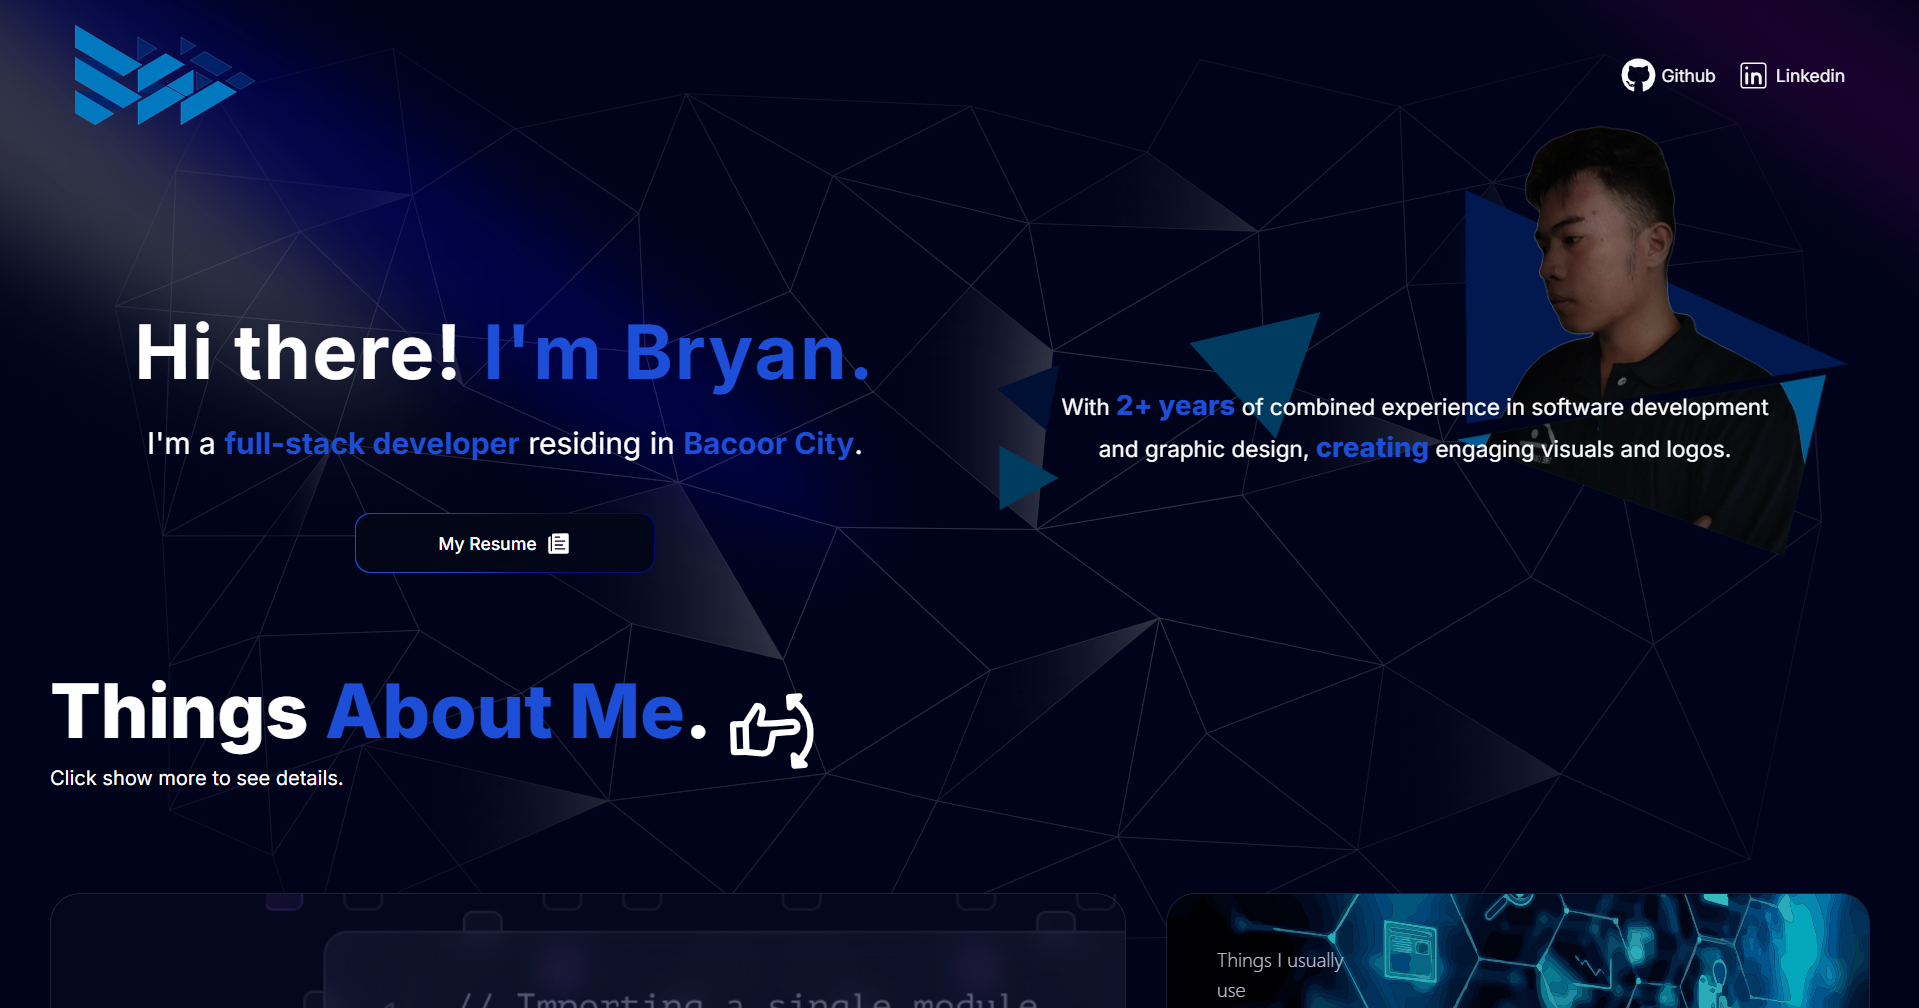 Github
Linkedin
Hi there! I'm Bryan.
I'm a full-stack developer residing in Bacoor City.
My Resume
With 2+ years of combined experience in software development
and graphic design, creating engaging visuals and logos.
Things About Me.
Click show more to see details.
// Importing a single module
Things I usually
use